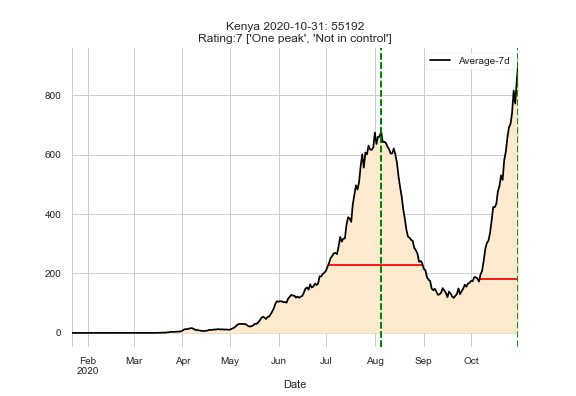 Kenya 2020-10-31: 55192
Rating:7 ['One peak', 'Not in control']
Average-7d
800
600
400
200
0
Feb Mar Apr May Jun Jul Aug Sep Oct
2020
Date